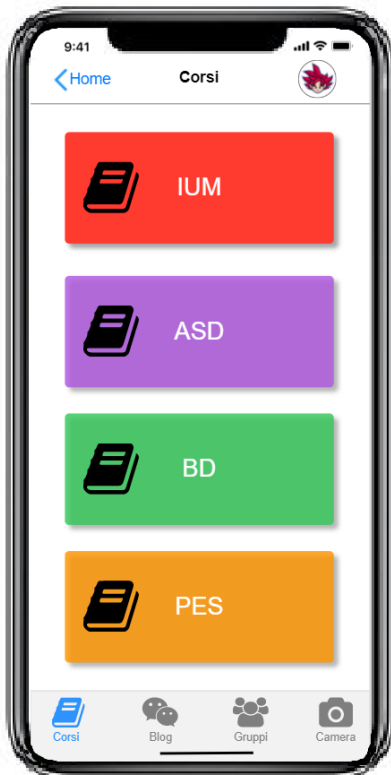 9:41
Home
Corsi
IUM
ASD
BD
PES
Corsi
Blog
Gruppi
Camera